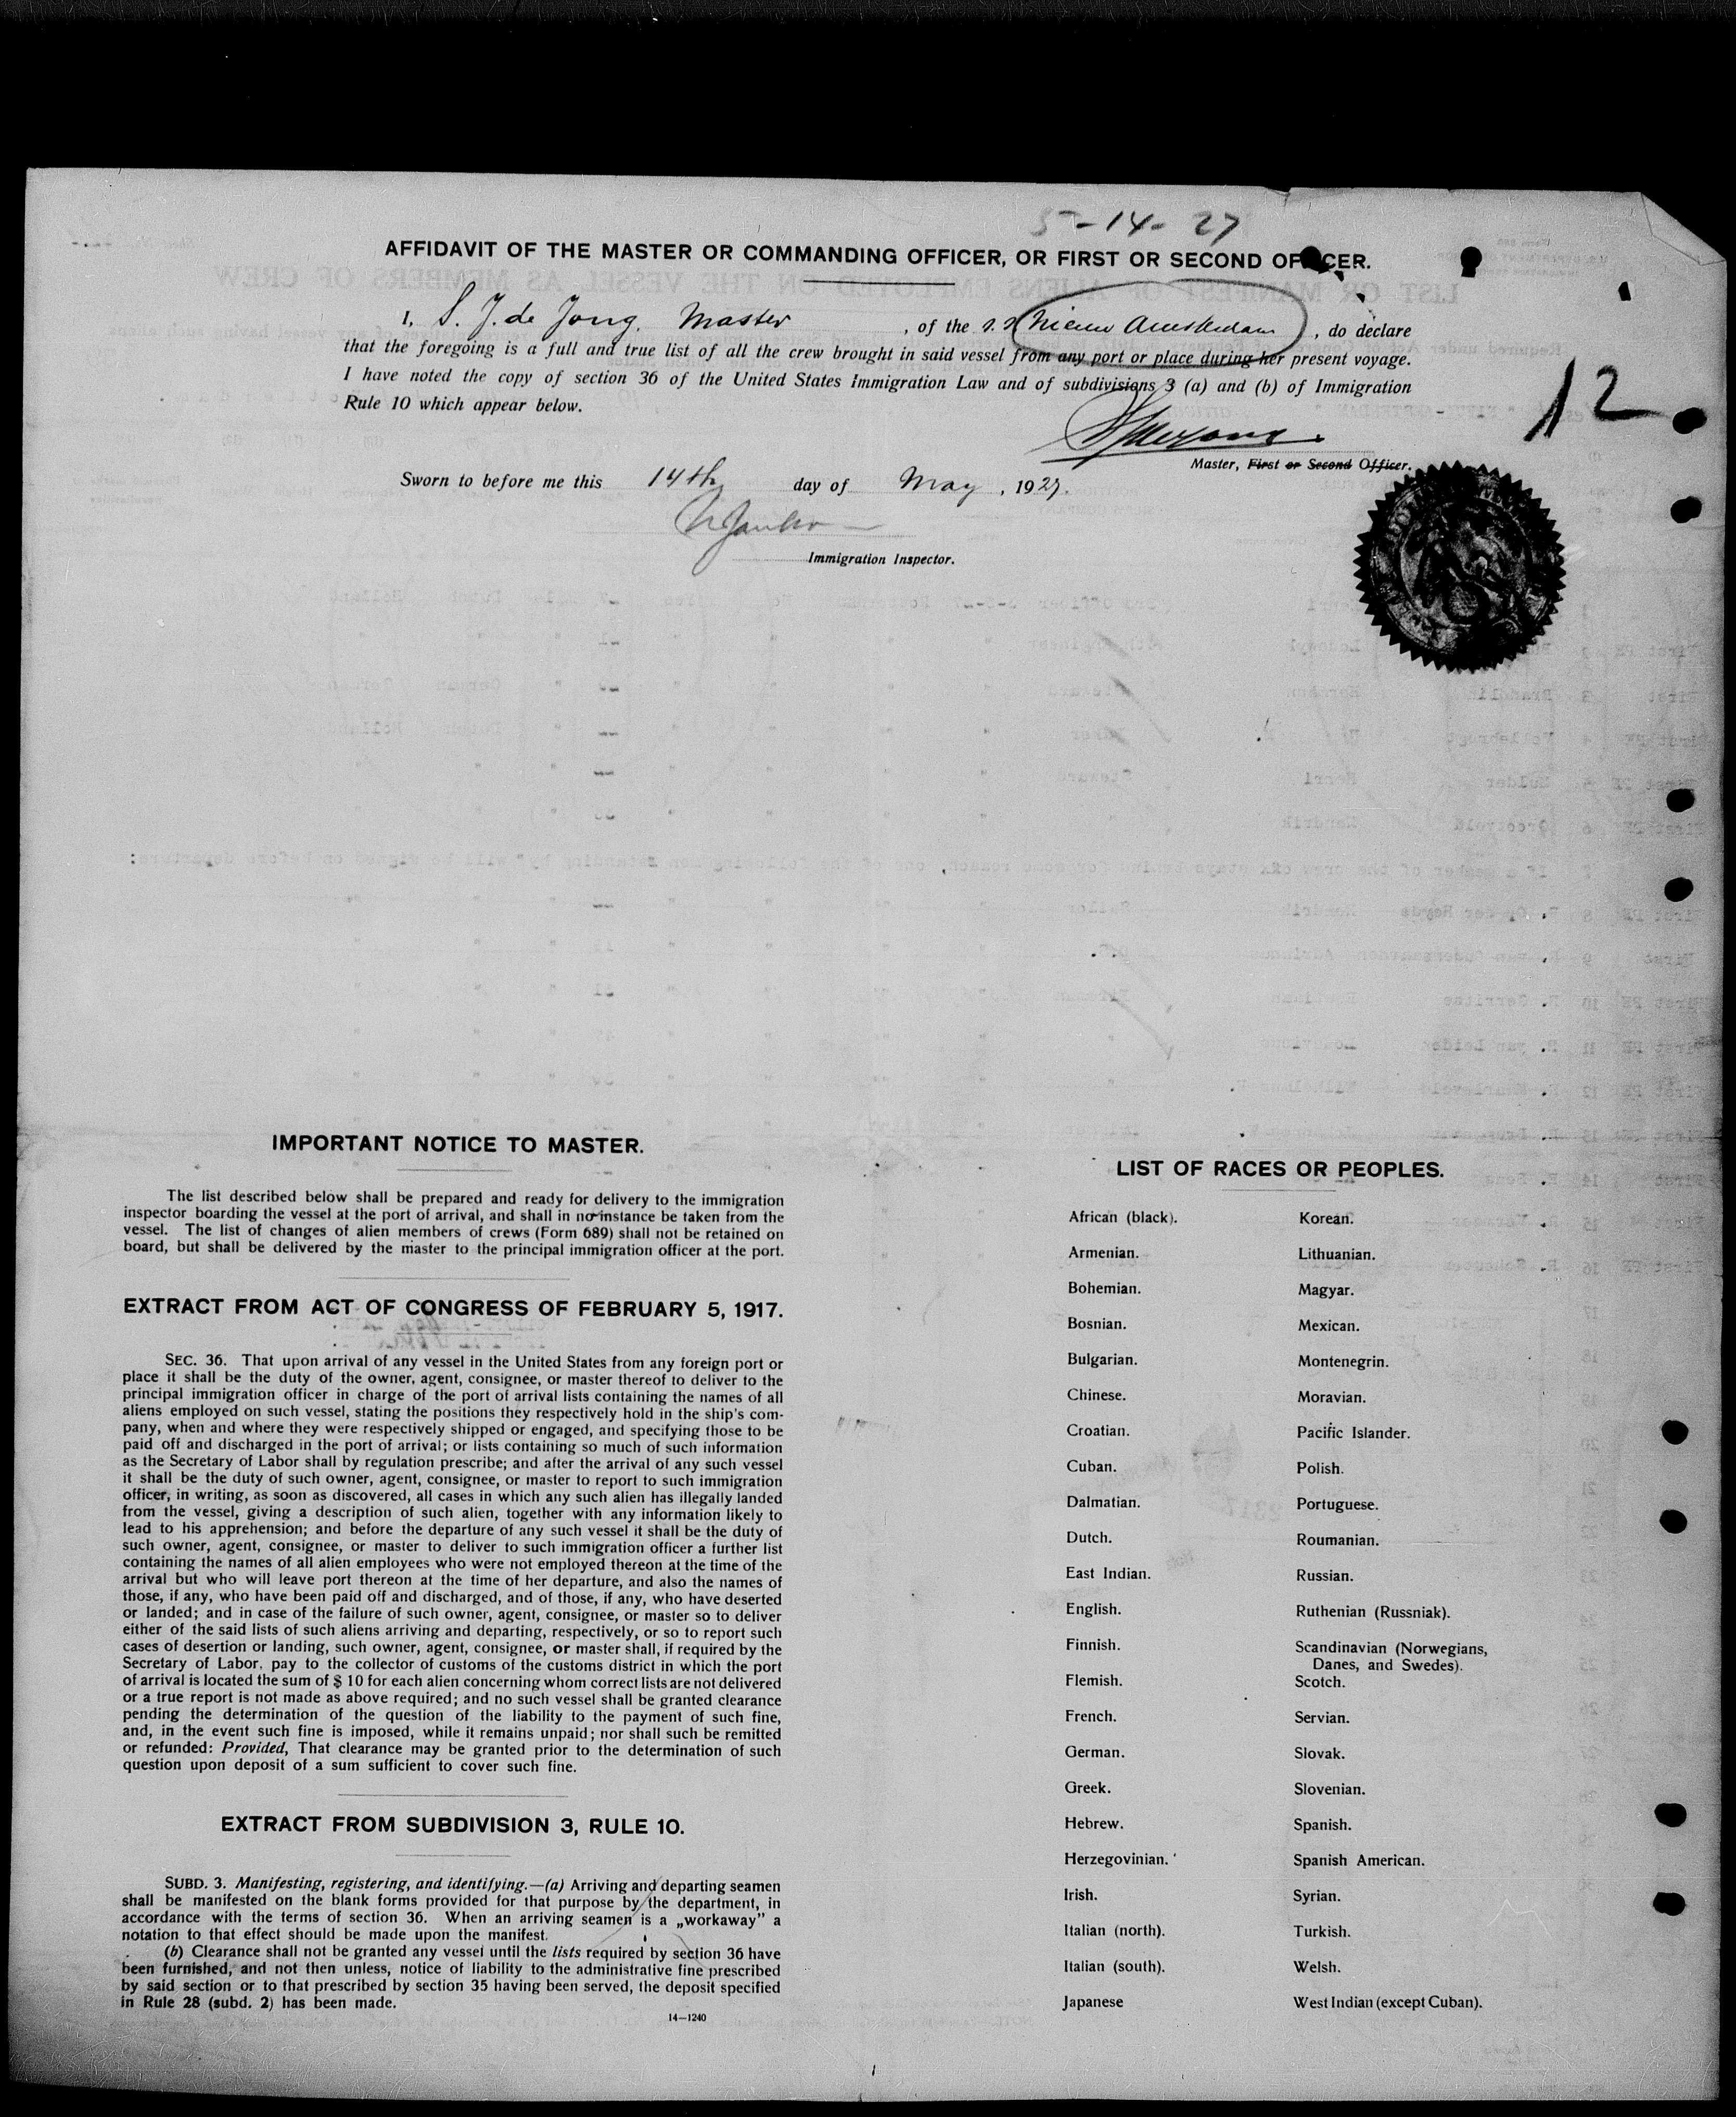 5-14-27
AFFIDAVIT OF THE MASTER OR COMMANDING OFFICER, OR FIRST OR SECOND OFFICER.
I, S. J. de Jong, Master, of the s.s Nieuw Amsterdam, do declare
that the foregoing is a full and true list of all the crew brought in said vessel from any port or place during her present voyage.
I have noted the copy of section 36 of the United States Immigration Law and of subdivisions 3 (a) and (b) of Immigration
Rule 10 which appear below.
12
Master, First or Second Officer.
Sworn to before me this 14th day of May, 1927.
Immigration Inspector.
IMPORTANT NOTICE TO MASTER.
The list described below shall be prepared and ready for delivery to the immigration
inspector boarding the vessel at the port of arrival, and shall in no instance be taken from the
vessel. The list of changes of alien members of crews (Form 689) shall not be retained on
board, but shall be delivered by the master to the principal immigration officer at the port.
EXTRACT FROM ACT OF CONGRESS OF FEBRUARY 5, 1917.
SEC. 36. That upon arrival of any vessel in the United States from any foreign port or
place it shall be the duty of the owner, agent, consignee, or master thereof to deliver to the
principal immigration officer in charge of the port of arrival lists containing the names of all
aliens employed on such vessel, stating the positions they respectively hold in the ship's com-
pany, when and where they were respectively shipped or engaged, and specifying those to be
paid off and discharged in the port of arrival; or lists containing so much of such information
as the Secretary of Labor shall by regulation prescribe; and after the arrival of any such vessel
it shall be the duty of such owner, agent, consignee, or master to report to such immigration
officer, in writing, as soon as discovered, all cases in which any such alien has illegally landed
from the vessel, giving a description of such alien, together with any information likely to
lead to his apprehension; and before the departure of any such vessel it shall be the duty of
such owner, agent, consignee, or master to deliver to such immigration officer a further list
containing the names of all alien employees who were not employed thereon at the time of the
arrival but who will leave port thereon at the time of her departure, and also the names of
those, if any, who have been paid off and discharged, and of those, if any, who have deserted
or landed; and in case of the failure of such owner, agent, consignee, or master so to deliver
either of the said lists of such aliens arriving and departing, respectively, or so to report such
cases of desertion or landing, such owner, agent, consignee, or master shall, if required by the
Secretary of Labor, pay to the collector of customs of the customs district in which the port
of arrival is located the sum of $ 10 for each alien concerning whom correct lists are not delivered
or a true report is not made as above required; and no such vessel shall be granted clearance
pending the determination of the question of the liability to the payment of such fine,
and, in the event such fine is imposed, while it remains unpaid; nor shall such be remitted
or refunded: Provided, That clearance may be granted prior to the determination of such
question upon deposit of a sum sufficient to cover such fine.
EXTRACT FROM SUBDIVISION 3, RULE 10.
SUBD. 3. Manifesting, registering, and identifying.—(a) Arriving and departing seamen
shall be manifested on the blank forms provided for that purpose by the department, in
accordance with the terms of section 36. When an arriving seamen is a „workaway” a
notation to that effect should be made upon the manifest.
(b) Clearance shall not be granted any vessel until the lists required by section 36 have
been furnished, and not then unless, notice of liability to the administrative fine prescribed
by said section or to that prescribed by section 35 having been served, the deposit specified
in Rule 28 (subd. 2) has been made.
14—1240
LIST OF RACES OR PEOPLES.
African (black).
Armenian.
Bohemian.
Bosnian.
Bulgarian.
Chinese.
Croatian.
Cuban.
Dalmatian.
Dutch.
East Indian.
English.
Finnish.
Flemish.
French.
German.
Greek.
Hebrew.
Herzegovinian.
Irish.
Italian (north).
Italian (south).
Japanese
Korean.
Lithuanian.
Magyar.
Mexican.
Montenegrin.
Moravian.
Pacific Islander.
Polish.
Portuguese.
Roumanian.
Russian.
Ruthenian (Russniak).
Scandinavian (Norwegians,
Danes, and Swedes).
Scotch.
Servian.
Slovak.
Slovenian.
Spanish.
Spanish American.
Syrian.
Turkish.
Welsh.
West Indian (except Cuban).